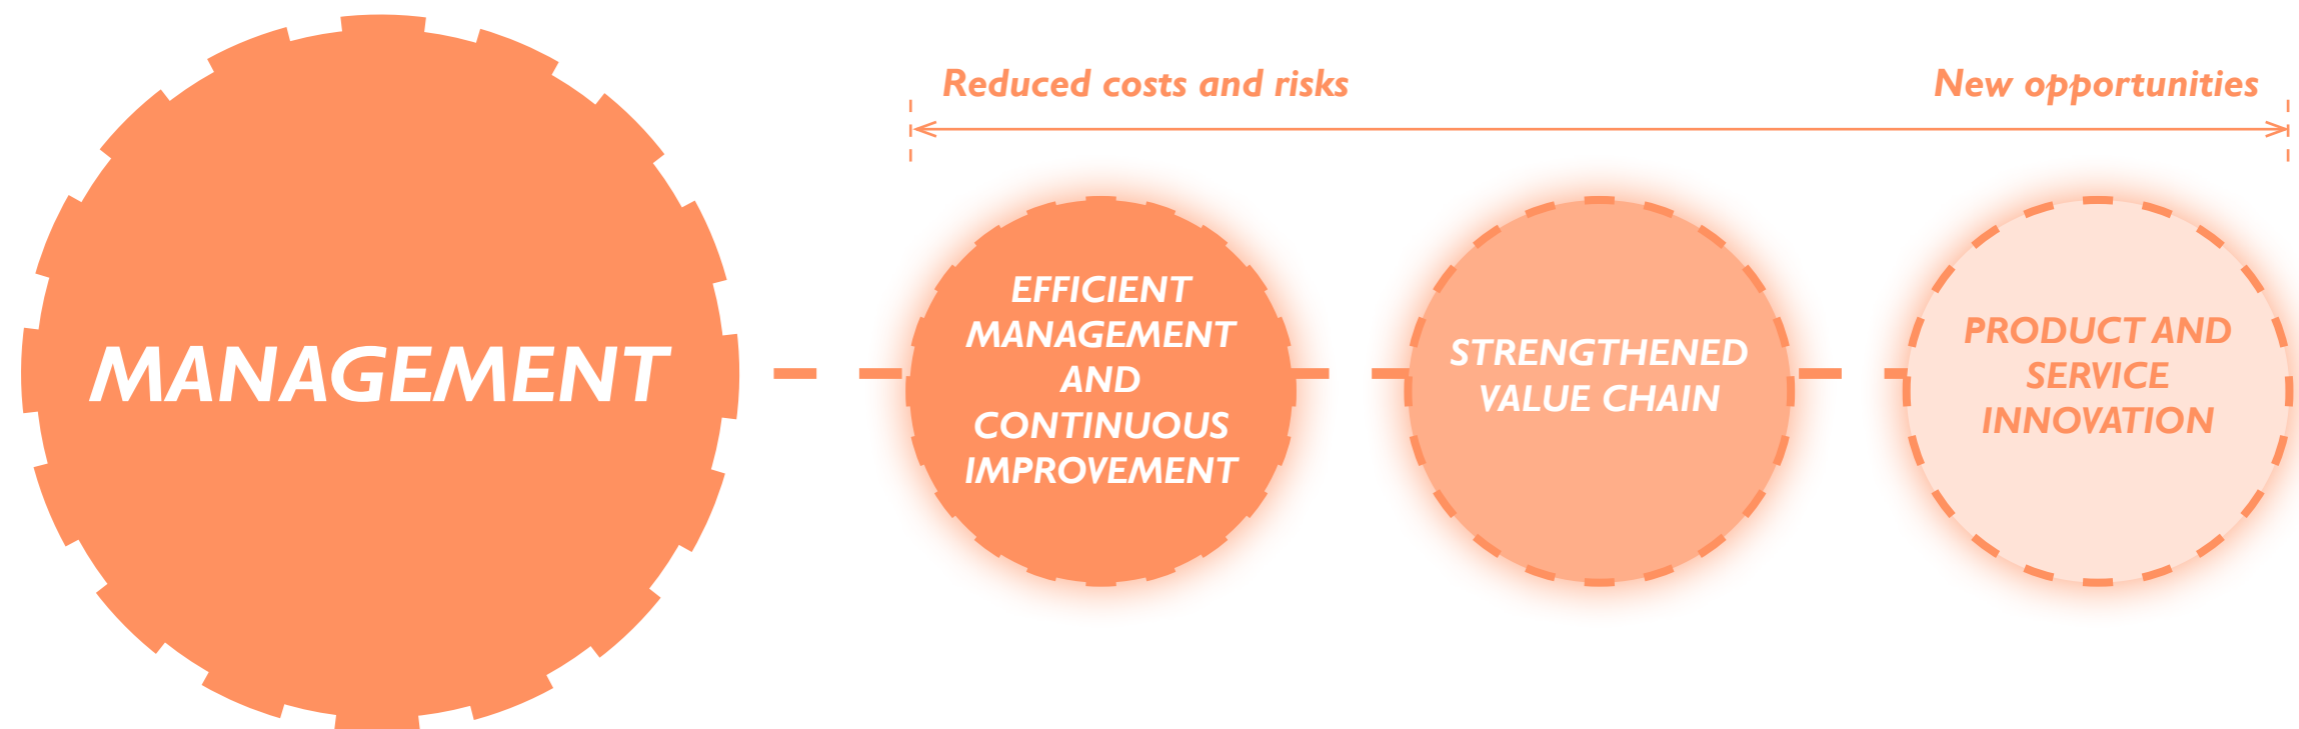 Reduced costs and risks
New opportunities
MANAGEMENT
EFFICIENT
MANAGEMENT
AND
CONTINUOUS
IMPROVEMENT
STRENGTHENED
VALUE CHAIN
PRODUCT AND
SERVICE
INNOVATION